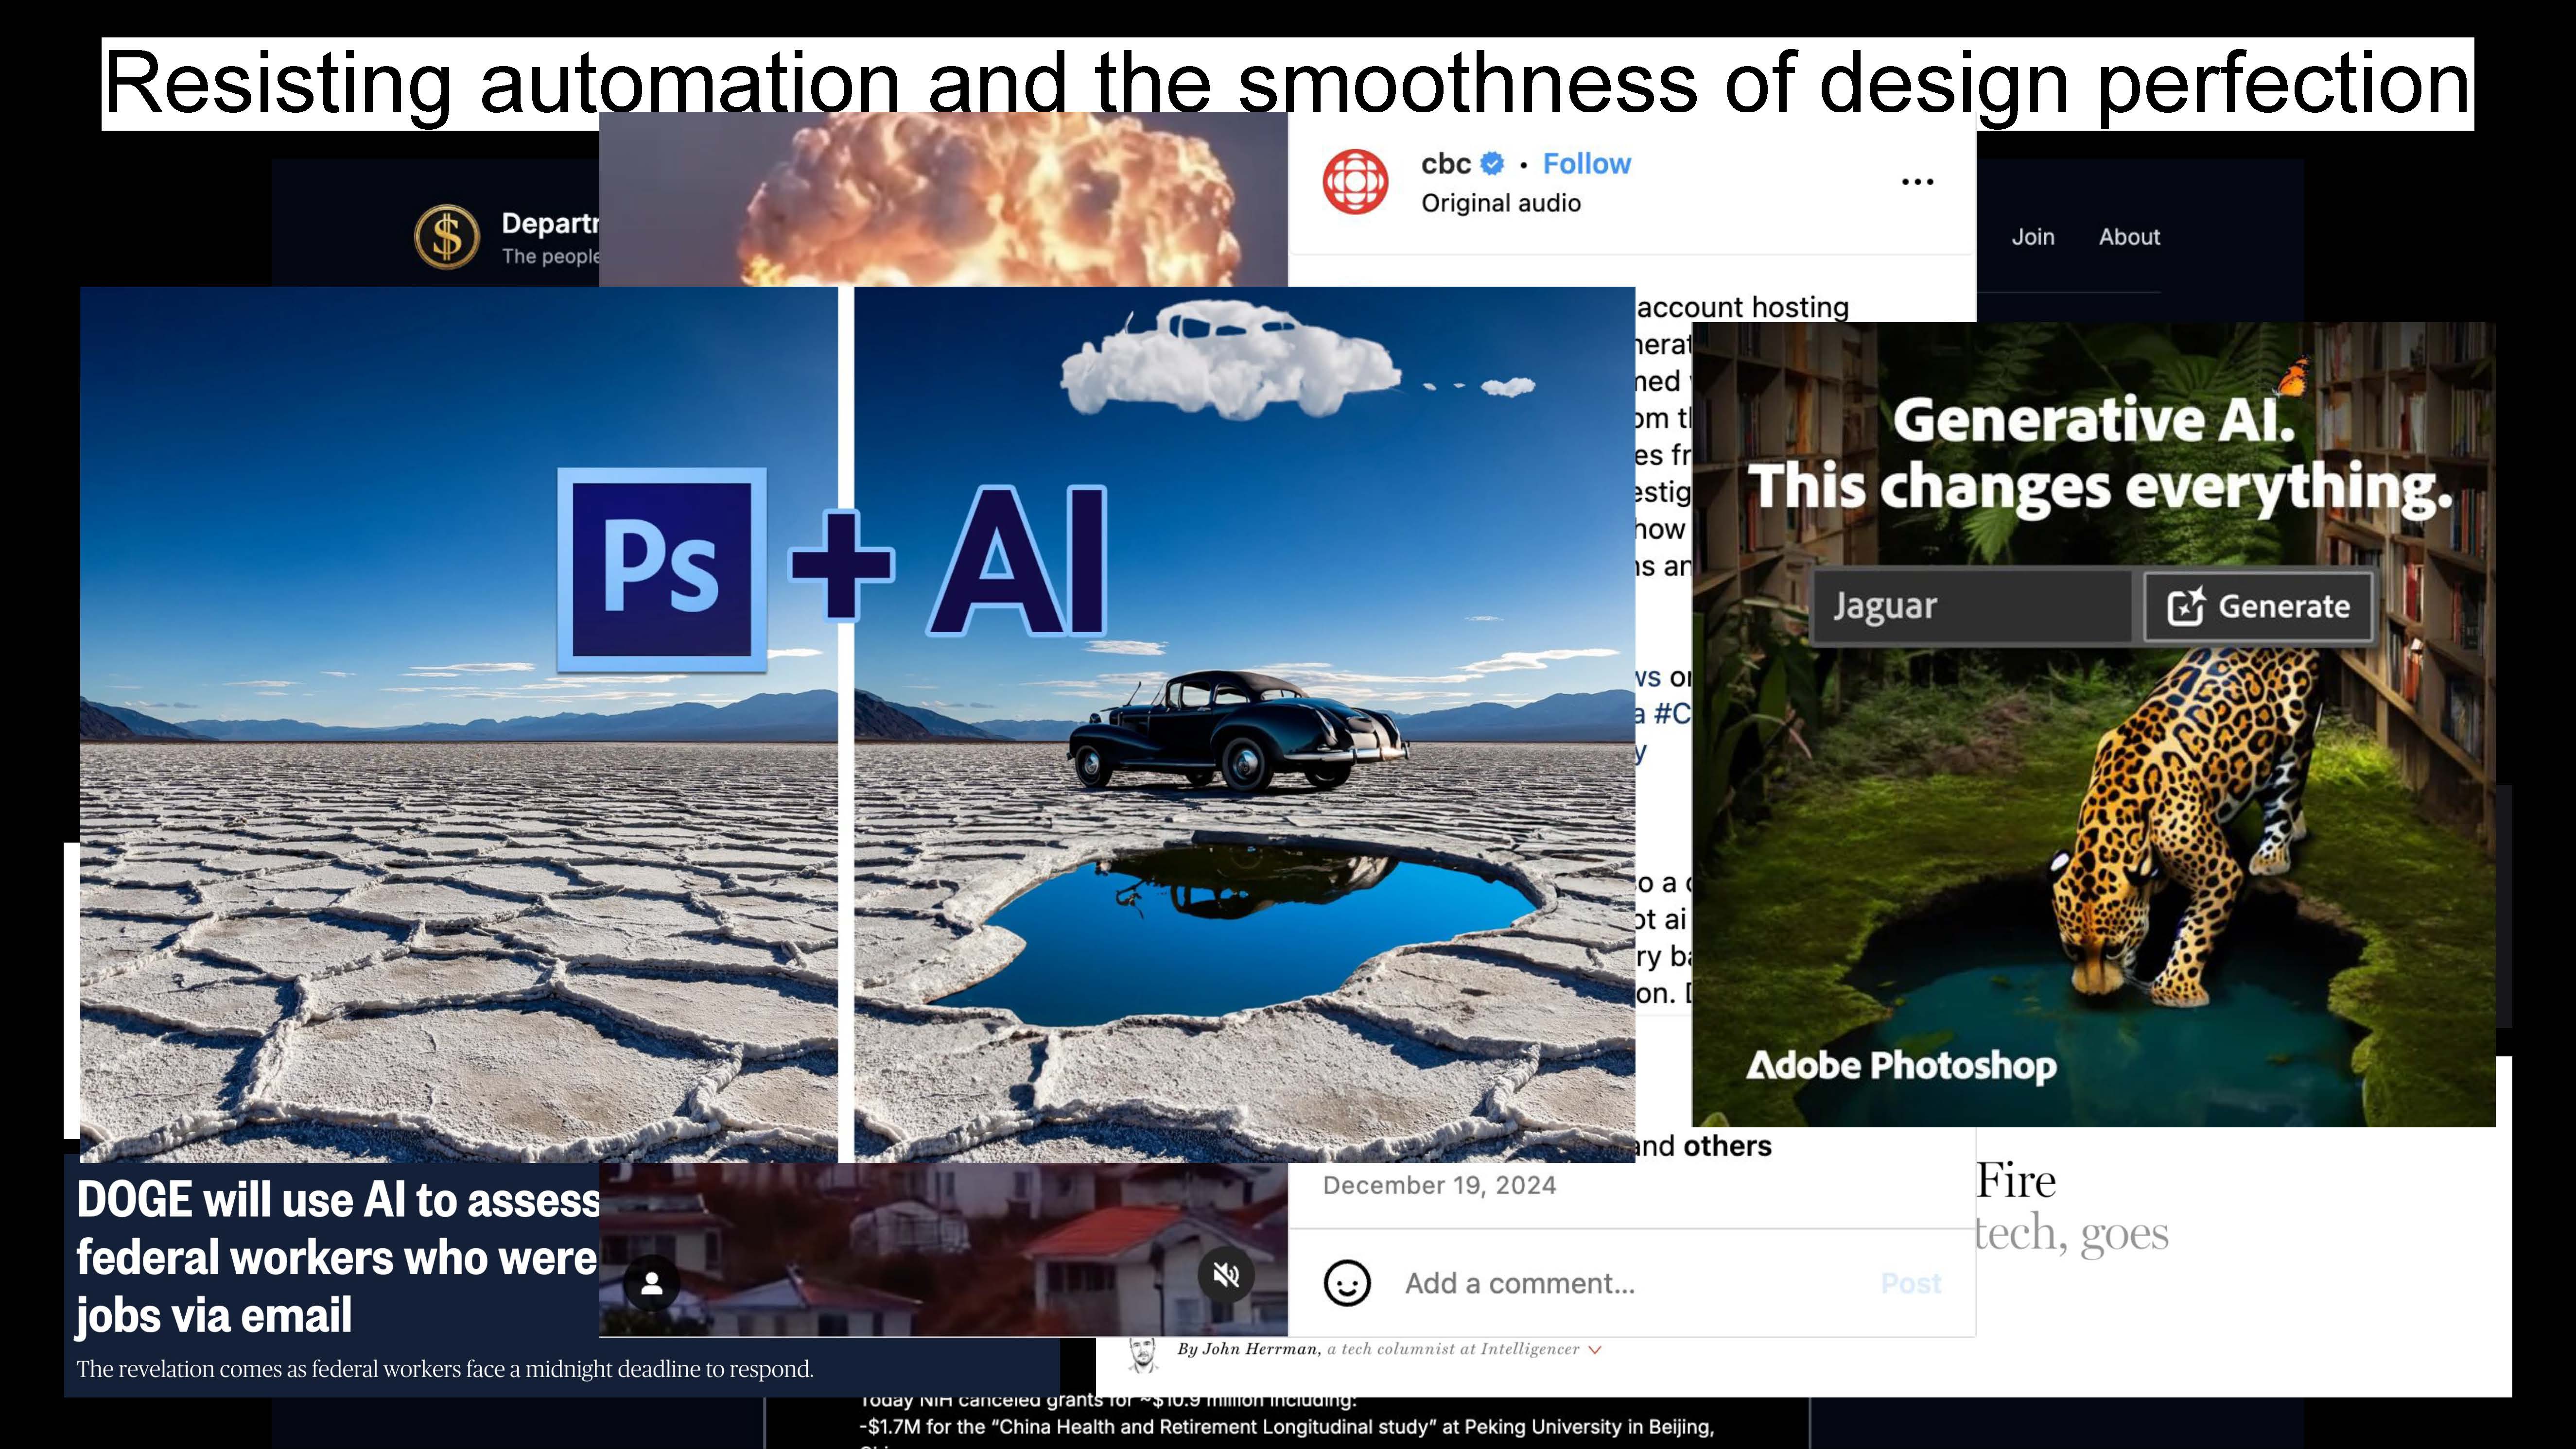 Resisting automation and the smoothness of design perfection
cbc • Follow
Original audio
Departr
The people
Join About
account hosting
nerat
ned
om th
es fr
estig
how
ns an
ws or
a #C
y
o a c
ot ai
ry ba
on. D
and others
December 19, 2024
Add a comment... Post
Ps + AI
Generative AI.
This changes everything.
Jaguar Generate
Adobe Photoshop
DOGE will use AI to assess
federal workers who were
jobs via email
The revelation comes as federal workers face a midnight deadline to respond.
Fire
tech, goes
By John Herrman, a tech columnist at Intelligencer
Today NIH canceled grants for ~$10.9 million including:
-$1.7M for the “China Health and Retirement Longitudinal study” at Peking University in Beijing,